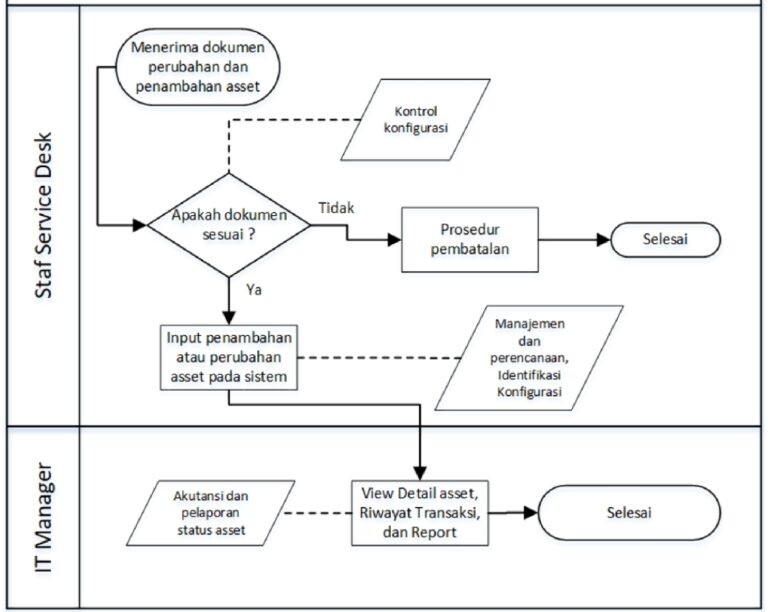 Staf Service Desk
Menerima dokumen
perubahan dan
penambahan asset
Kontrol
konfigurasi
Apakah dokumen
sesuai ?
Tidak
Prosedur
pembatalan
Selesai
Ya
Input penambahan
atau perubahan
asset pada sistem
Manajemen
dan
perencanaan,
Identifikasi
Konfigurasi
IT Manager
Akutansi dan
pelaporan
status asset
View Detail asset,
Riwayat Transaksi,
dan Report
Selesai